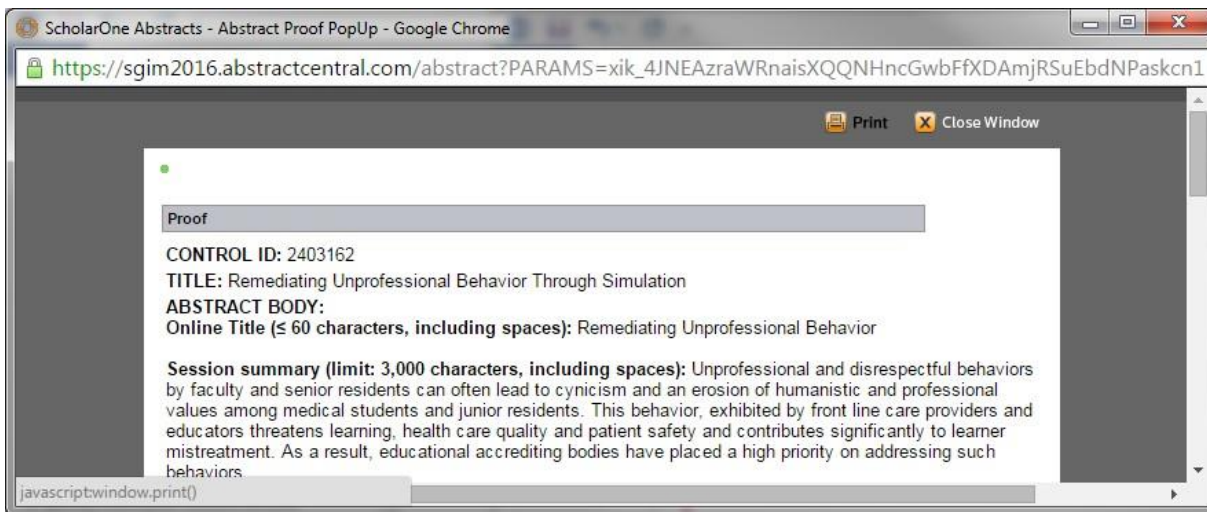 ScholarOne Abstracts - Abstract Proof PopUp - Google Chrome
https://sgim2016.abstractcentral.com/abstract?PARAMS=xik_4JNEAzraWRnaisXQQNHncGwbFfXDAmjRSuEbdNPaskcn1
Print X Close Window
Proof
CONTROL ID: 2403162
TITLE: Remediating Unprofessional Behavior Through Simulation
ABSTRACT BODY:
Online Title (≤ 60 characters, including spaces): Remediating Unprofessional Behavior
Session summary (limit: 3,000 characters, including spaces): Unprofessional and disrespectful behaviors
by faculty and senior residents can often lead to cynicism and an erosion of humanistic and professional
values among medical students and junior residents. This behavior, exhibited by front line care providers and
educators threatens learning, health care quality and patient safety and contributes significantly to learner
mistreatment. As a result, educational accrediting bodies have placed a high priority on addressing such
behaviors
javascript:window.print()